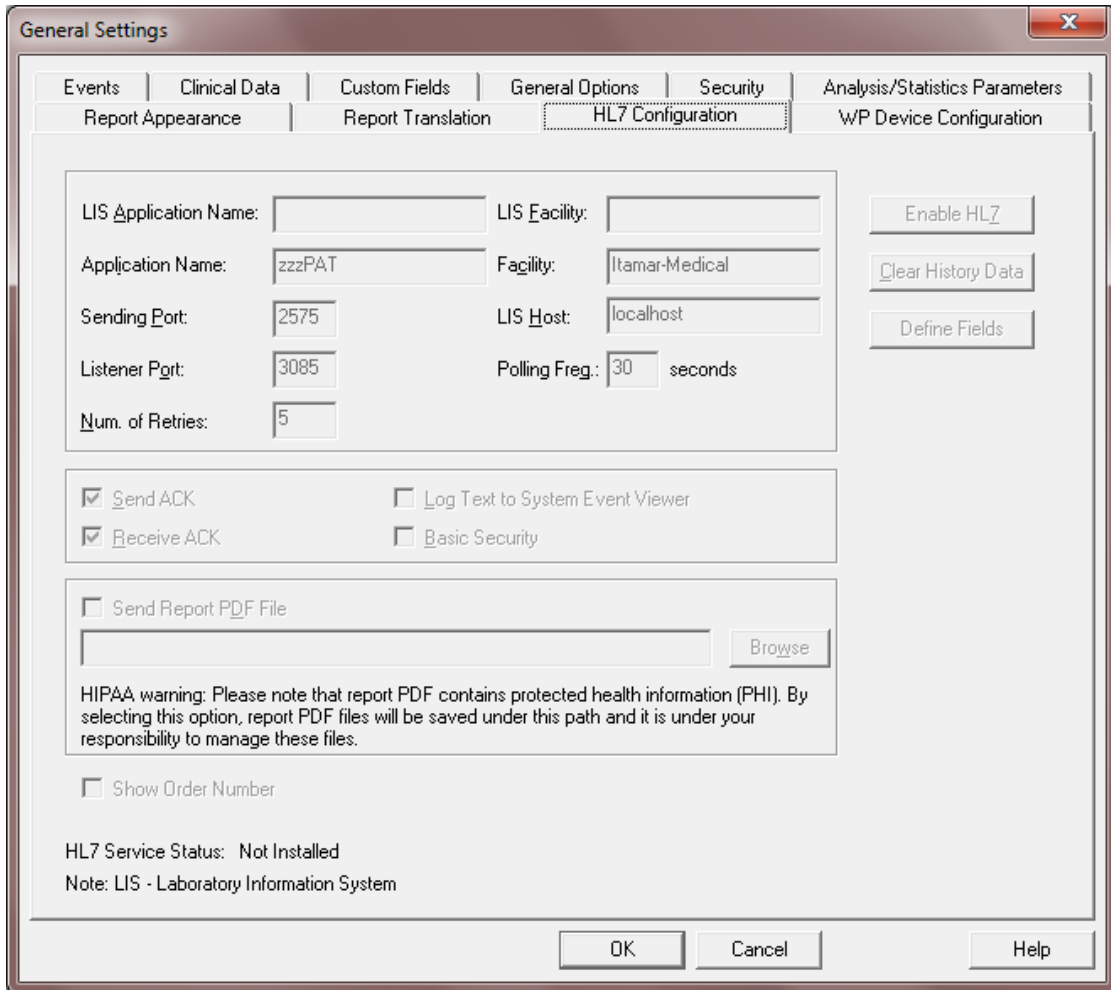 General Settings
Events Clinical Data Custom Fields General Options Security Analysis/Statistics Parameters
Report Appearance Report Translation HL7 Configuration WP Device Configuration
LIS Application Name: LIS Facility: Enable HL7
Application Name: zzzPAT Facility: Itamar-Medical Clear History Data
Sending Port: 2575 LIS Host: localhost Define Fields
Listener Port: 3085 Polling Freg.: 30 seconds
Num. of Retries: 5
Send ACK Log Text to System Event Viewer
Receive ACK Basic Security
Send Report PDF File
Browse
HIPAA warning: Please note that report PDF contains protected health information (PHI). By
selecting this option, report PDF files will be saved under this path and it is under your
responsibility to manage these files.
Show Order Number
HL7 Service Status: Not Installed
Note: LIS - Laboratory Information System
OK Cancel Help